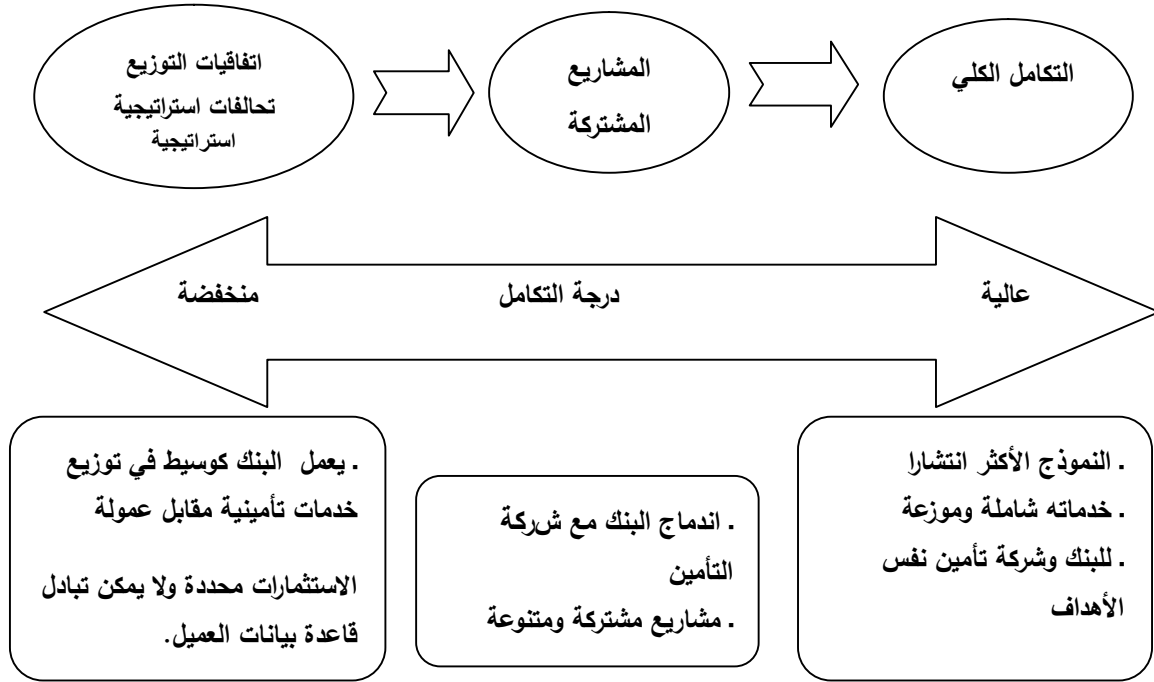 اتفاقيات التوزيع
تحالفات استراتيجية
استراتيجية
المشاريع
المشتركة
التكامل الكلي
منخفضة
درجة التكامل
عالية
. يعمل البنك كوسيط في توزيع
خدمات تأمينية مقابل عمولة
الاستثمارات محددة ولا يمكن تبادل
قاعدة بيانات العميل.
. اندماج البنك مع شركة
التأمين
. مشاريع مشتركة ومتنوعة
. النموذج الأكثر انتشارا
. خدماته شاملة وموزعة
. للبنك وشركة تأمين نفس
الأهداف